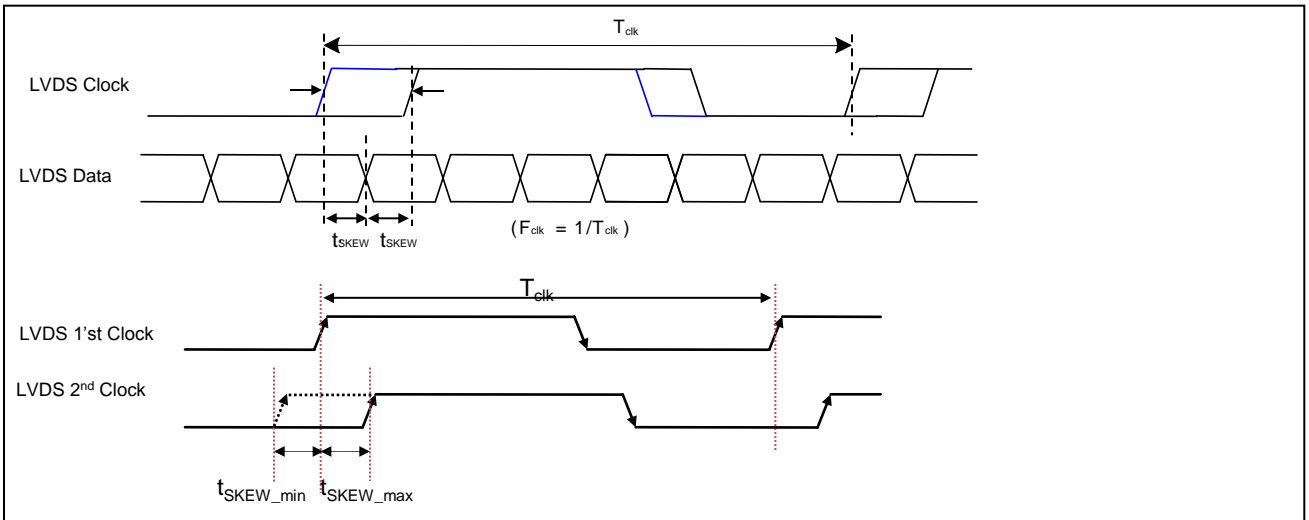 Tclk
LVDS Clock
LVDS Data
tSKEW tSKEW
(Fclk = 1/Tclk )
Tclk
LVDS 1'st Clock
LVDS 2nd Clock
tSKEW_min tSKEW_max